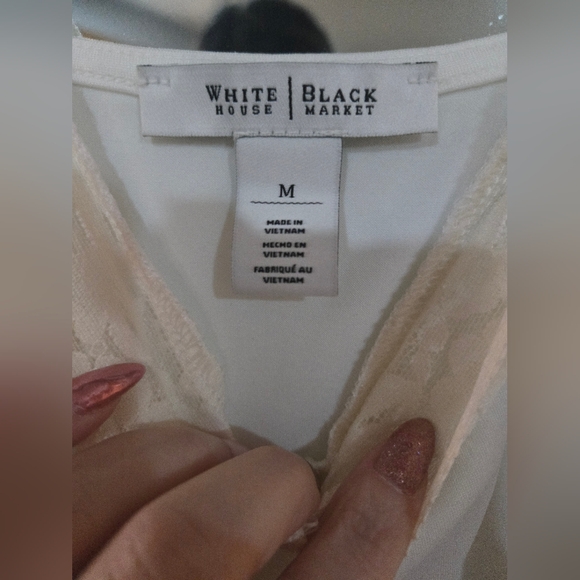 WHITE | BLACK
HOUSE MARKET
M
MADE IN
VIETNAM
HECHO EN
VIETNAM
FABRIQUÉ AU
VIETNAM